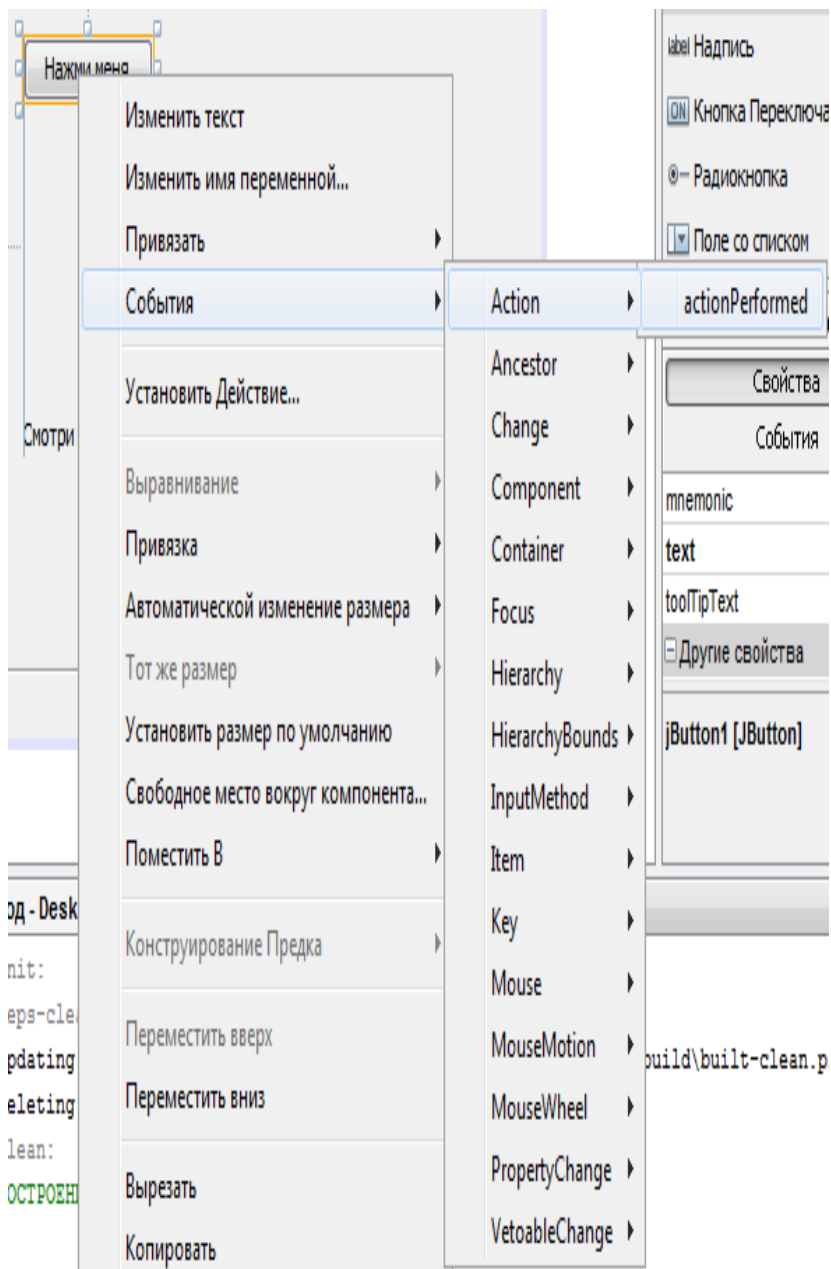 Нажми меня
Смотри
Изменить текст
Изменить имя переменной...
Привязать
События
Установить Действие...
Выравнивание
Привязка
Автоматической изменение размера
Тот же размер
Установить размер по умолчанию
Свободное место вокруг компонента...
Поместить В
Конструирование Предка
Переместить вверх
Переместить вниз
Вырезать
Копировать
Action
Ancestor
Change
Component
Container
Focus
Hierarchy
HierarchyBounds
InputMethod
Item
Key
Mouse
MouseMotion
MouseWheel
PropertyChange
VetoableChange
actionPerformed
label Надпись
ON Кнопка Переключа
Радиокнопка
Поле со списком
Свойства
События
mnemonic
text
toolTipText
Другие свойства
jButton1 [JButton]
од - Desk
nit:
eps-clea
pdating
build\built-clean.p
eleting
lean:
ОСТРОЕН